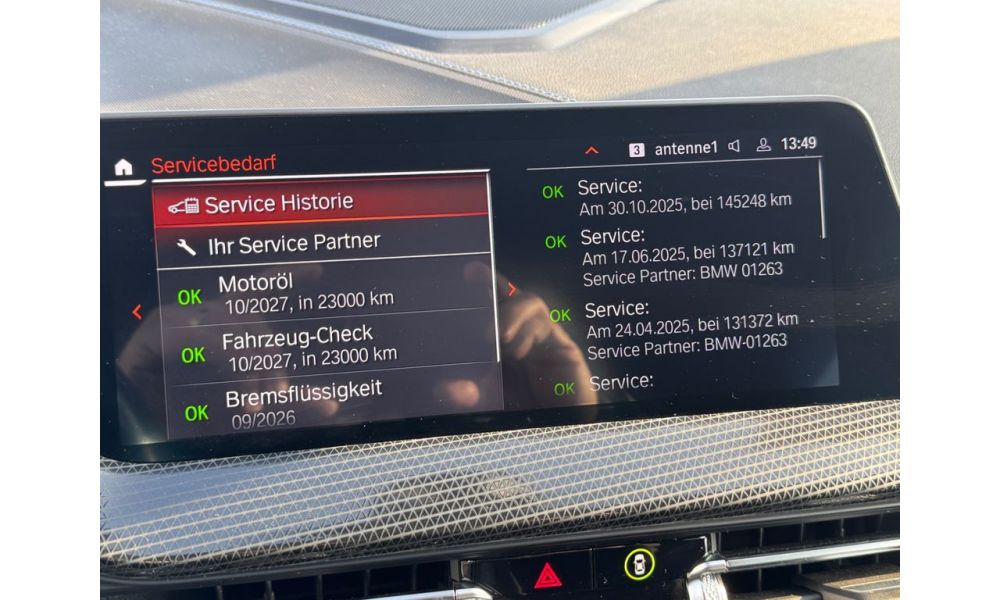 Servicebedarf
3 antenne1 13:49
Service Historie
Ihr Service Partner
OK Motoröl
10/2027, in 23000 km
OK Fahrzeug-Check
10/2027, in 23000 km
OK Bremsflüssigkeit
09/2026
OK Service:
Am 30.10.2025, bei 145248 km
OK Service:
Am 17.06.2025, bei 137121 km
Service Partner: BMW 01263
OK Service:
Am 24.04.2025, bei 131372 km
Service Partner: BMW-01263
OK Service: